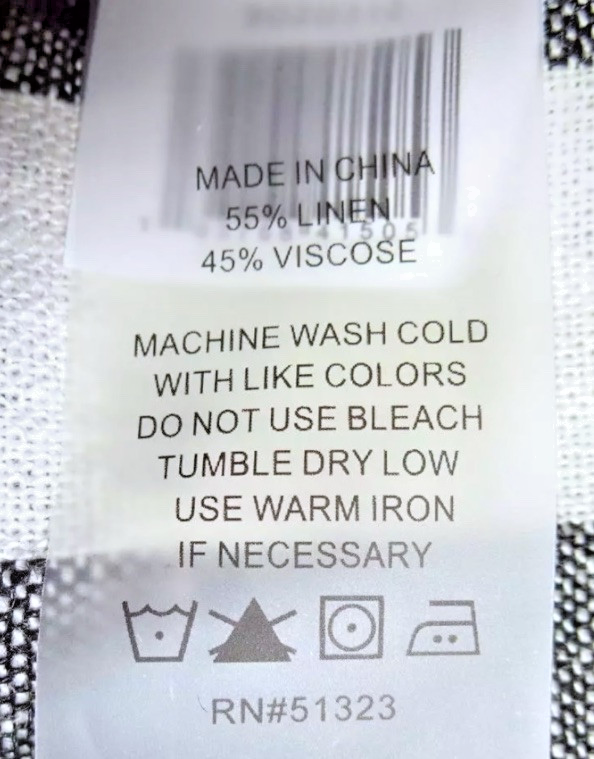 MADE IN CHINA
55% LINEN
41505
45% VISCOSE
MACHINE WASH COLD
WITH LIKE COLORS
DO NOT USE BLEACH
TUMBLE DRY LOW
USE WARM IRON
IF NECESSARY
RN#51323